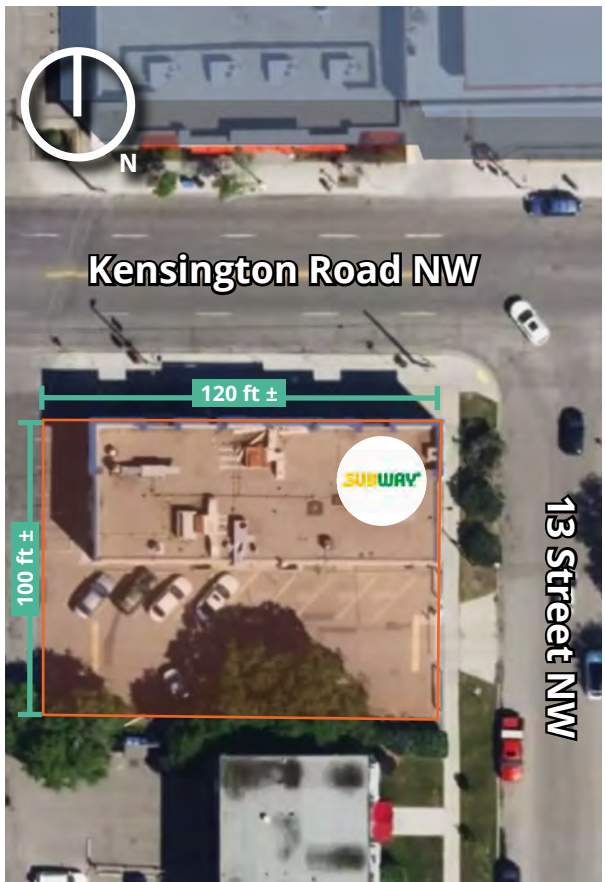 N
Kensington Road NW
120 ft ±
SUBWAY
100 ft ±
13 Street NW